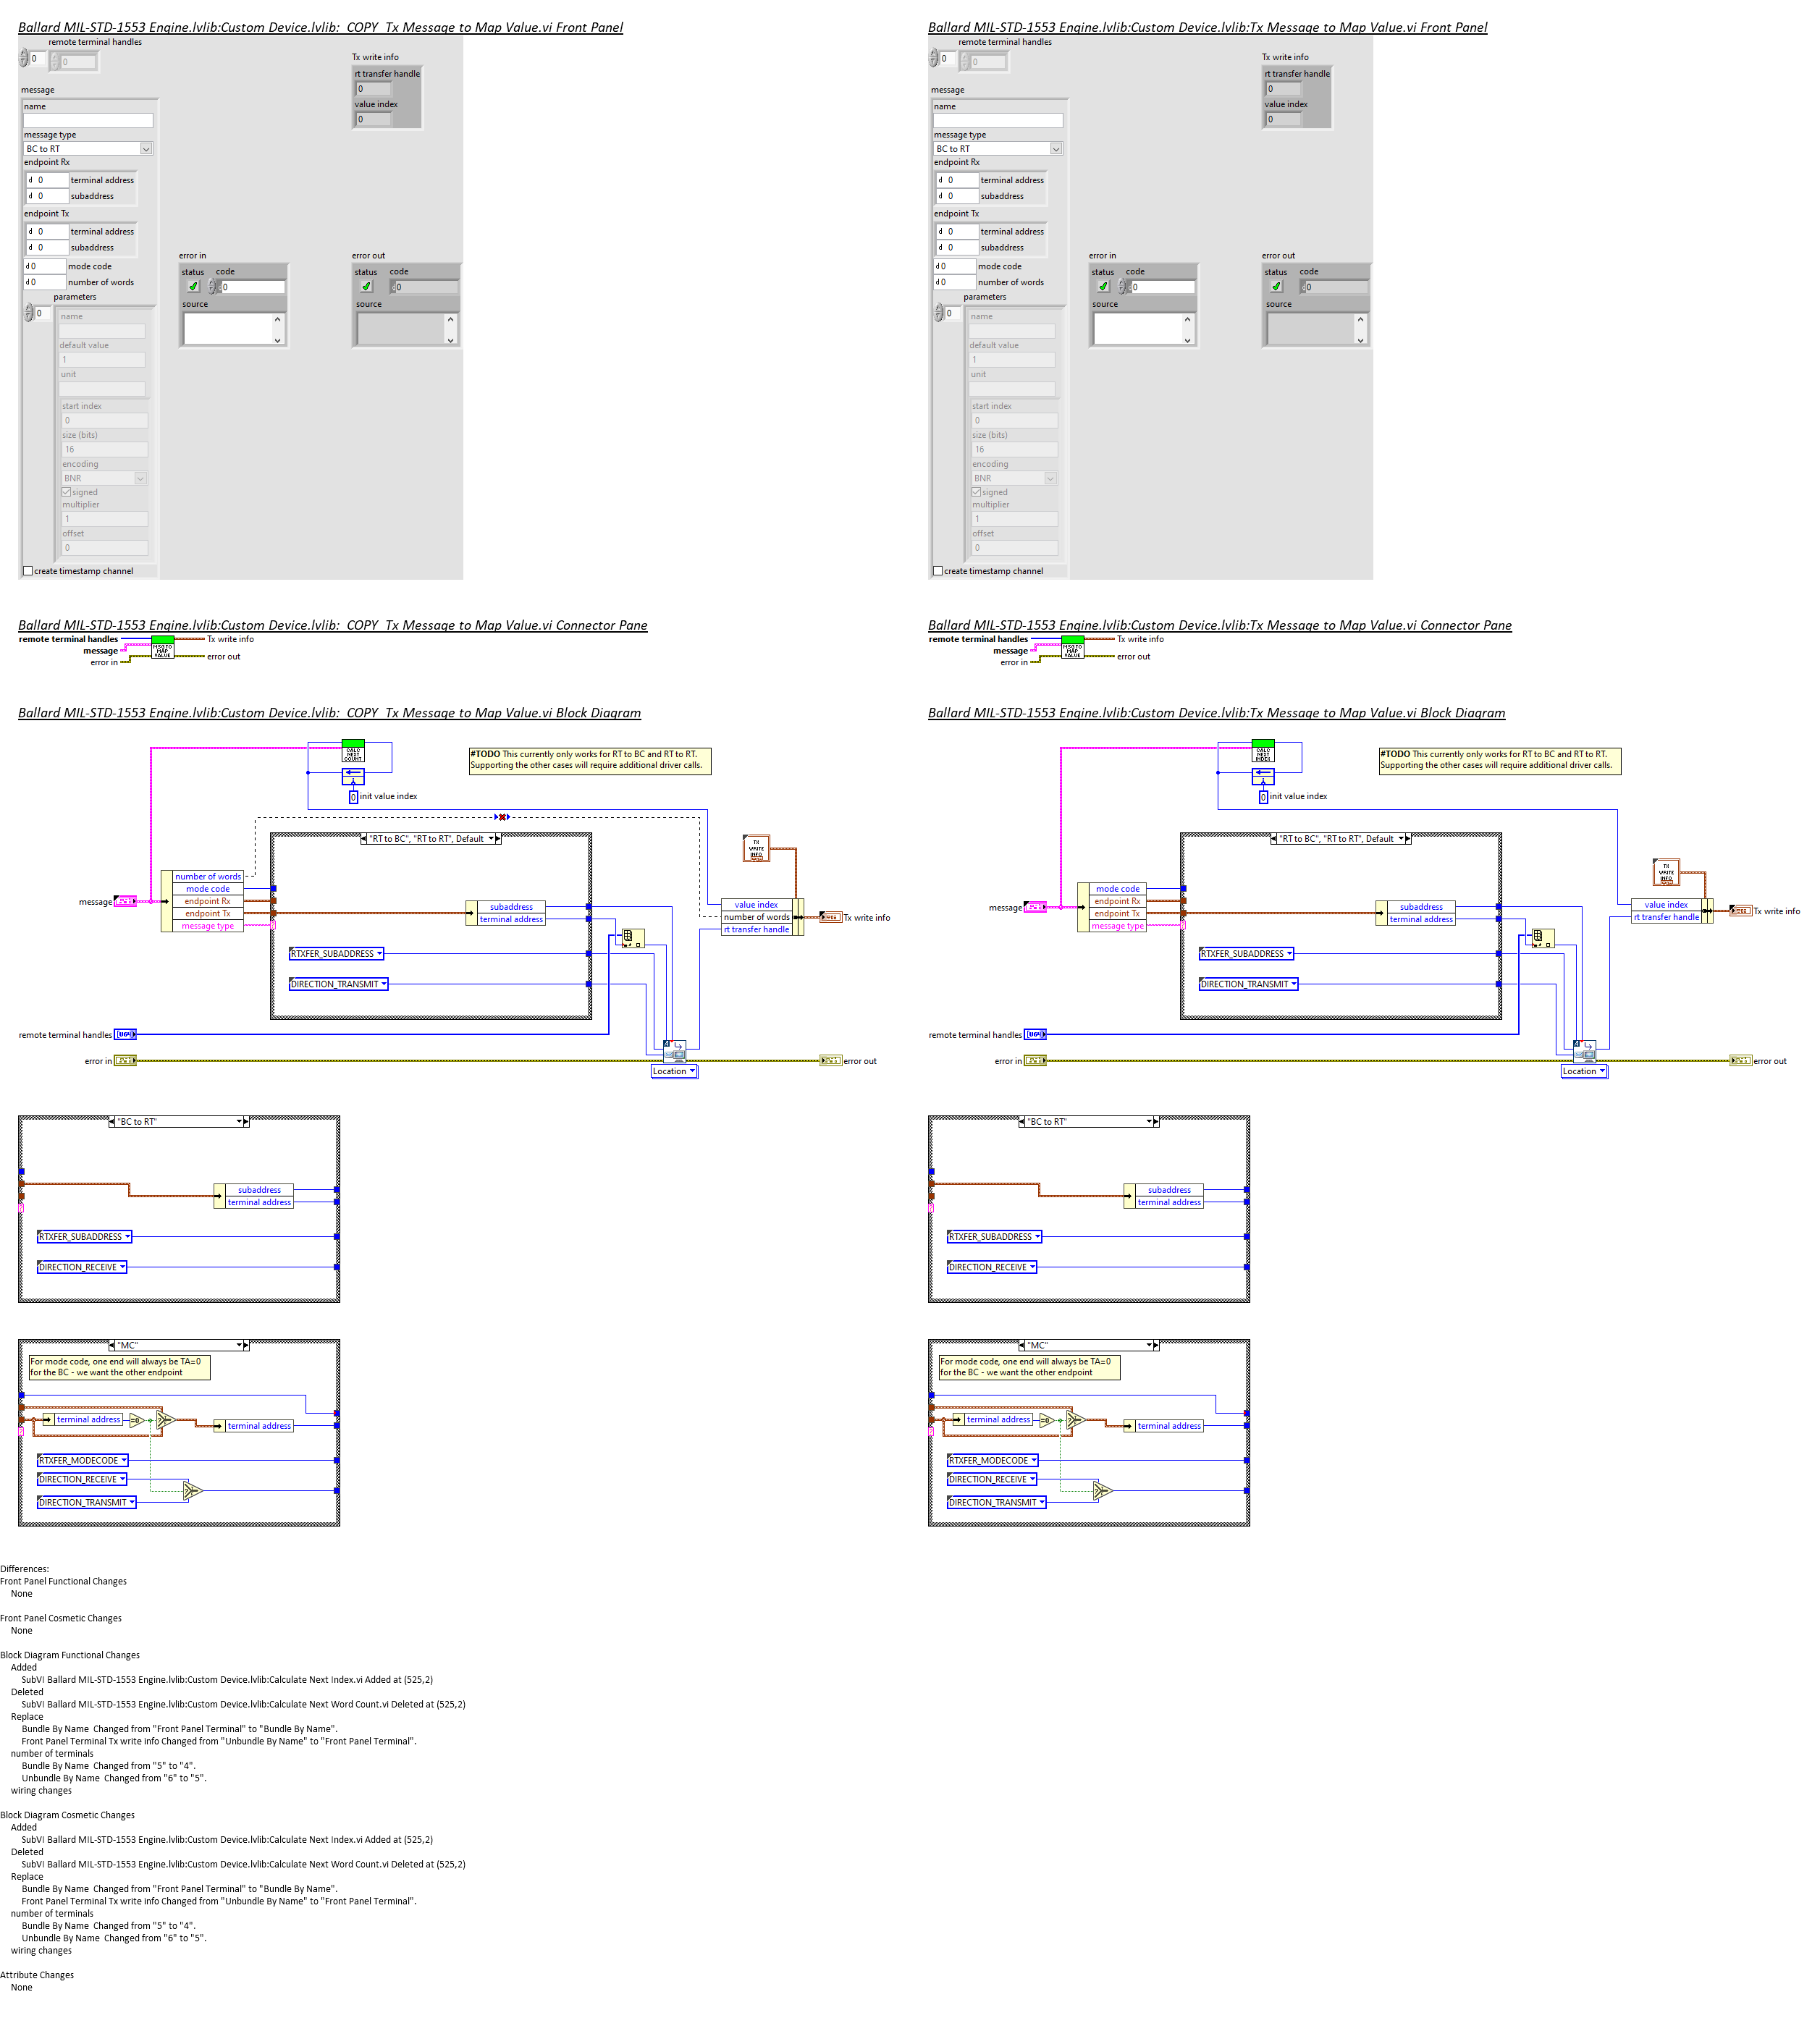 Ballard MIL-STD-1553 Engine.lvlib:Custom Device.lvlib:_COPY_Tx Message to Map Value.vi Front Panel
remote terminal handles
0
0
Tx write info
rt transfer handle
0
value index
0
message
name
message type
BC to RT
endpoint Rx
d 0 terminal address
d 0 subaddress
endpoint Tx
d 0 terminal address
d 0 subaddress
d 0 mode code
d 0 number of words
parameters
0
name
default value
1
unit
start index
0
size (bits)
16
encoding
BNR
signed
multiplier
1
offset
0
create timestamp channel
error in
status code
0
source
error out
status code
0
source
Ballard MIL-STD-1553 Engine.lvlib:Custom Device.lvlib:Tx Message to Map Value.vi Front Panel
remote terminal handles
0
0
Tx write info
rt transfer handle
0
value index
0
message
name
message type
BC to RT
endpoint Rx
d 0 terminal address
d 0 subaddress
endpoint Tx
d 0 terminal address
d 0 subaddress
d 0 mode code
d 0 number of words
parameters
0
name
default value
1
unit
start index
0
size (bits)
16
encoding
BNR
signed
multiplier
1
offset
0
create timestamp channel
error in
status code
0
source
error out
status code
0
source
Ballard MIL-STD-1553 Engine.lvlib:Custom Device.lvlib:_COPY_Tx Message to Map Value.vi Connector Pane
remote terminal handles
message
error in
MSG TO
MAP
VALUE
Tx write info
error out
Ballard MIL-STD-1553 Engine.lvlib:Custom Device.lvlib:Tx Message to Map Value.vi Connector Pane
remote terminal handles
message
error in
MSG TO
MAP
VALUE
Tx write info
error out
Ballard MIL-STD-1553 Engine.lvlib:Custom Device.lvlib:_COPY_Tx Message to Map Value.vi Block Diagram
CALC
NEXT
COUNT
0 init value index
#TODO This currently only works for RT to BC and RT to RT.
Supporting the other cases will require additional driver calls.
"RT to BC", "RT to RT", Default
message
number of words
mode code
endpoint Rx
endpoint Tx
message type
subaddress
terminal address
RTXFER_SUBADDRESS
DIRECTION_TRANSMIT
TX
WRITE
INFO
value index
number of words
rt transfer handle
Tx write info
remote terminal handles
error in
Location
error out
"BC to RT"
subaddress
terminal address
RTXFER_SUBADDRESS
DIRECTION_RECEIVE
"MC"
For mode code, one end will always be TA=0
for the BC - we want the other endpoint
terminal address
=0
?
terminal address
RTXFER_MODECODE
DIRECTION_RECEIVE
DIRECTION_TRANSMIT
?
Ballard MIL-STD-1553 Engine.lvlib:Custom Device.lvlib:Tx Message to Map Value.vi Block Diagram
CALC
NEXT
INDEX
0 init value index
#TODO This currently only works for RT to BC and RT to RT.
Supporting the other cases will require additional driver calls.
"RT to BC", "RT to RT", Default
message
mode code
endpoint Rx
endpoint Tx
message type
subaddress
terminal address
RTXFER_SUBADDRESS
DIRECTION_TRANSMIT
TX
WRITE
INFO
value index
rt transfer handle
Tx write info
remote terminal handles
error in
Location
error out
"BC to RT"
subaddress
terminal address
RTXFER_SUBADDRESS
DIRECTION_RECEIVE
"MC"
For mode code, one end will always be TA=0
for the BC - we want the other endpoint
terminal address
=0
?
terminal address
RTXFER_MODECODE
DIRECTION_RECEIVE
DIRECTION_TRANSMIT
?
Differences:
Front Panel Functional Changes
None
Front Panel Cosmetic Changes
None
Block Diagram Functional Changes
Added
SubVI Ballard MIL-STD-1553 Engine.lvlib:Custom Device.lvlib:Calculate Next Index.vi Added at (525,2)
Deleted
SubVI Ballard MIL-STD-1553 Engine.lvlib:Custom Device.lvlib:Calculate Next Word Count.vi Deleted at (525,2)
Replace
Bundle By Name  Changed from "Front Panel Terminal" to "Bundle By Name".
Front Panel Terminal Tx write info Changed from "Unbundle By Name" to "Front Panel Terminal".
number of terminals
Bundle By Name  Changed from "5" to "4".
Unbundle By Name  Changed from "6" to "5".
wiring changes
Block Diagram Cosmetic Changes
Added
SubVI Ballard MIL-STD-1553 Engine.lvlib:Custom Device.lvlib:Calculate Next Index.vi Added at (525,2)
Deleted
SubVI Ballard MIL-STD-1553 Engine.lvlib:Custom Device.lvlib:Calculate Next Word Count.vi Deleted at (525,2)
Replace
Bundle By Name  Changed from "Front Panel Terminal" to "Bundle By Name".
Front Panel Terminal Tx write info Changed from "Unbundle By Name" to "Front Panel Terminal".
number of terminals
Bundle By Name  Changed from "5" to "4".
Unbundle By Name  Changed from "6" to "5".
wiring changes
Attribute Changes
None